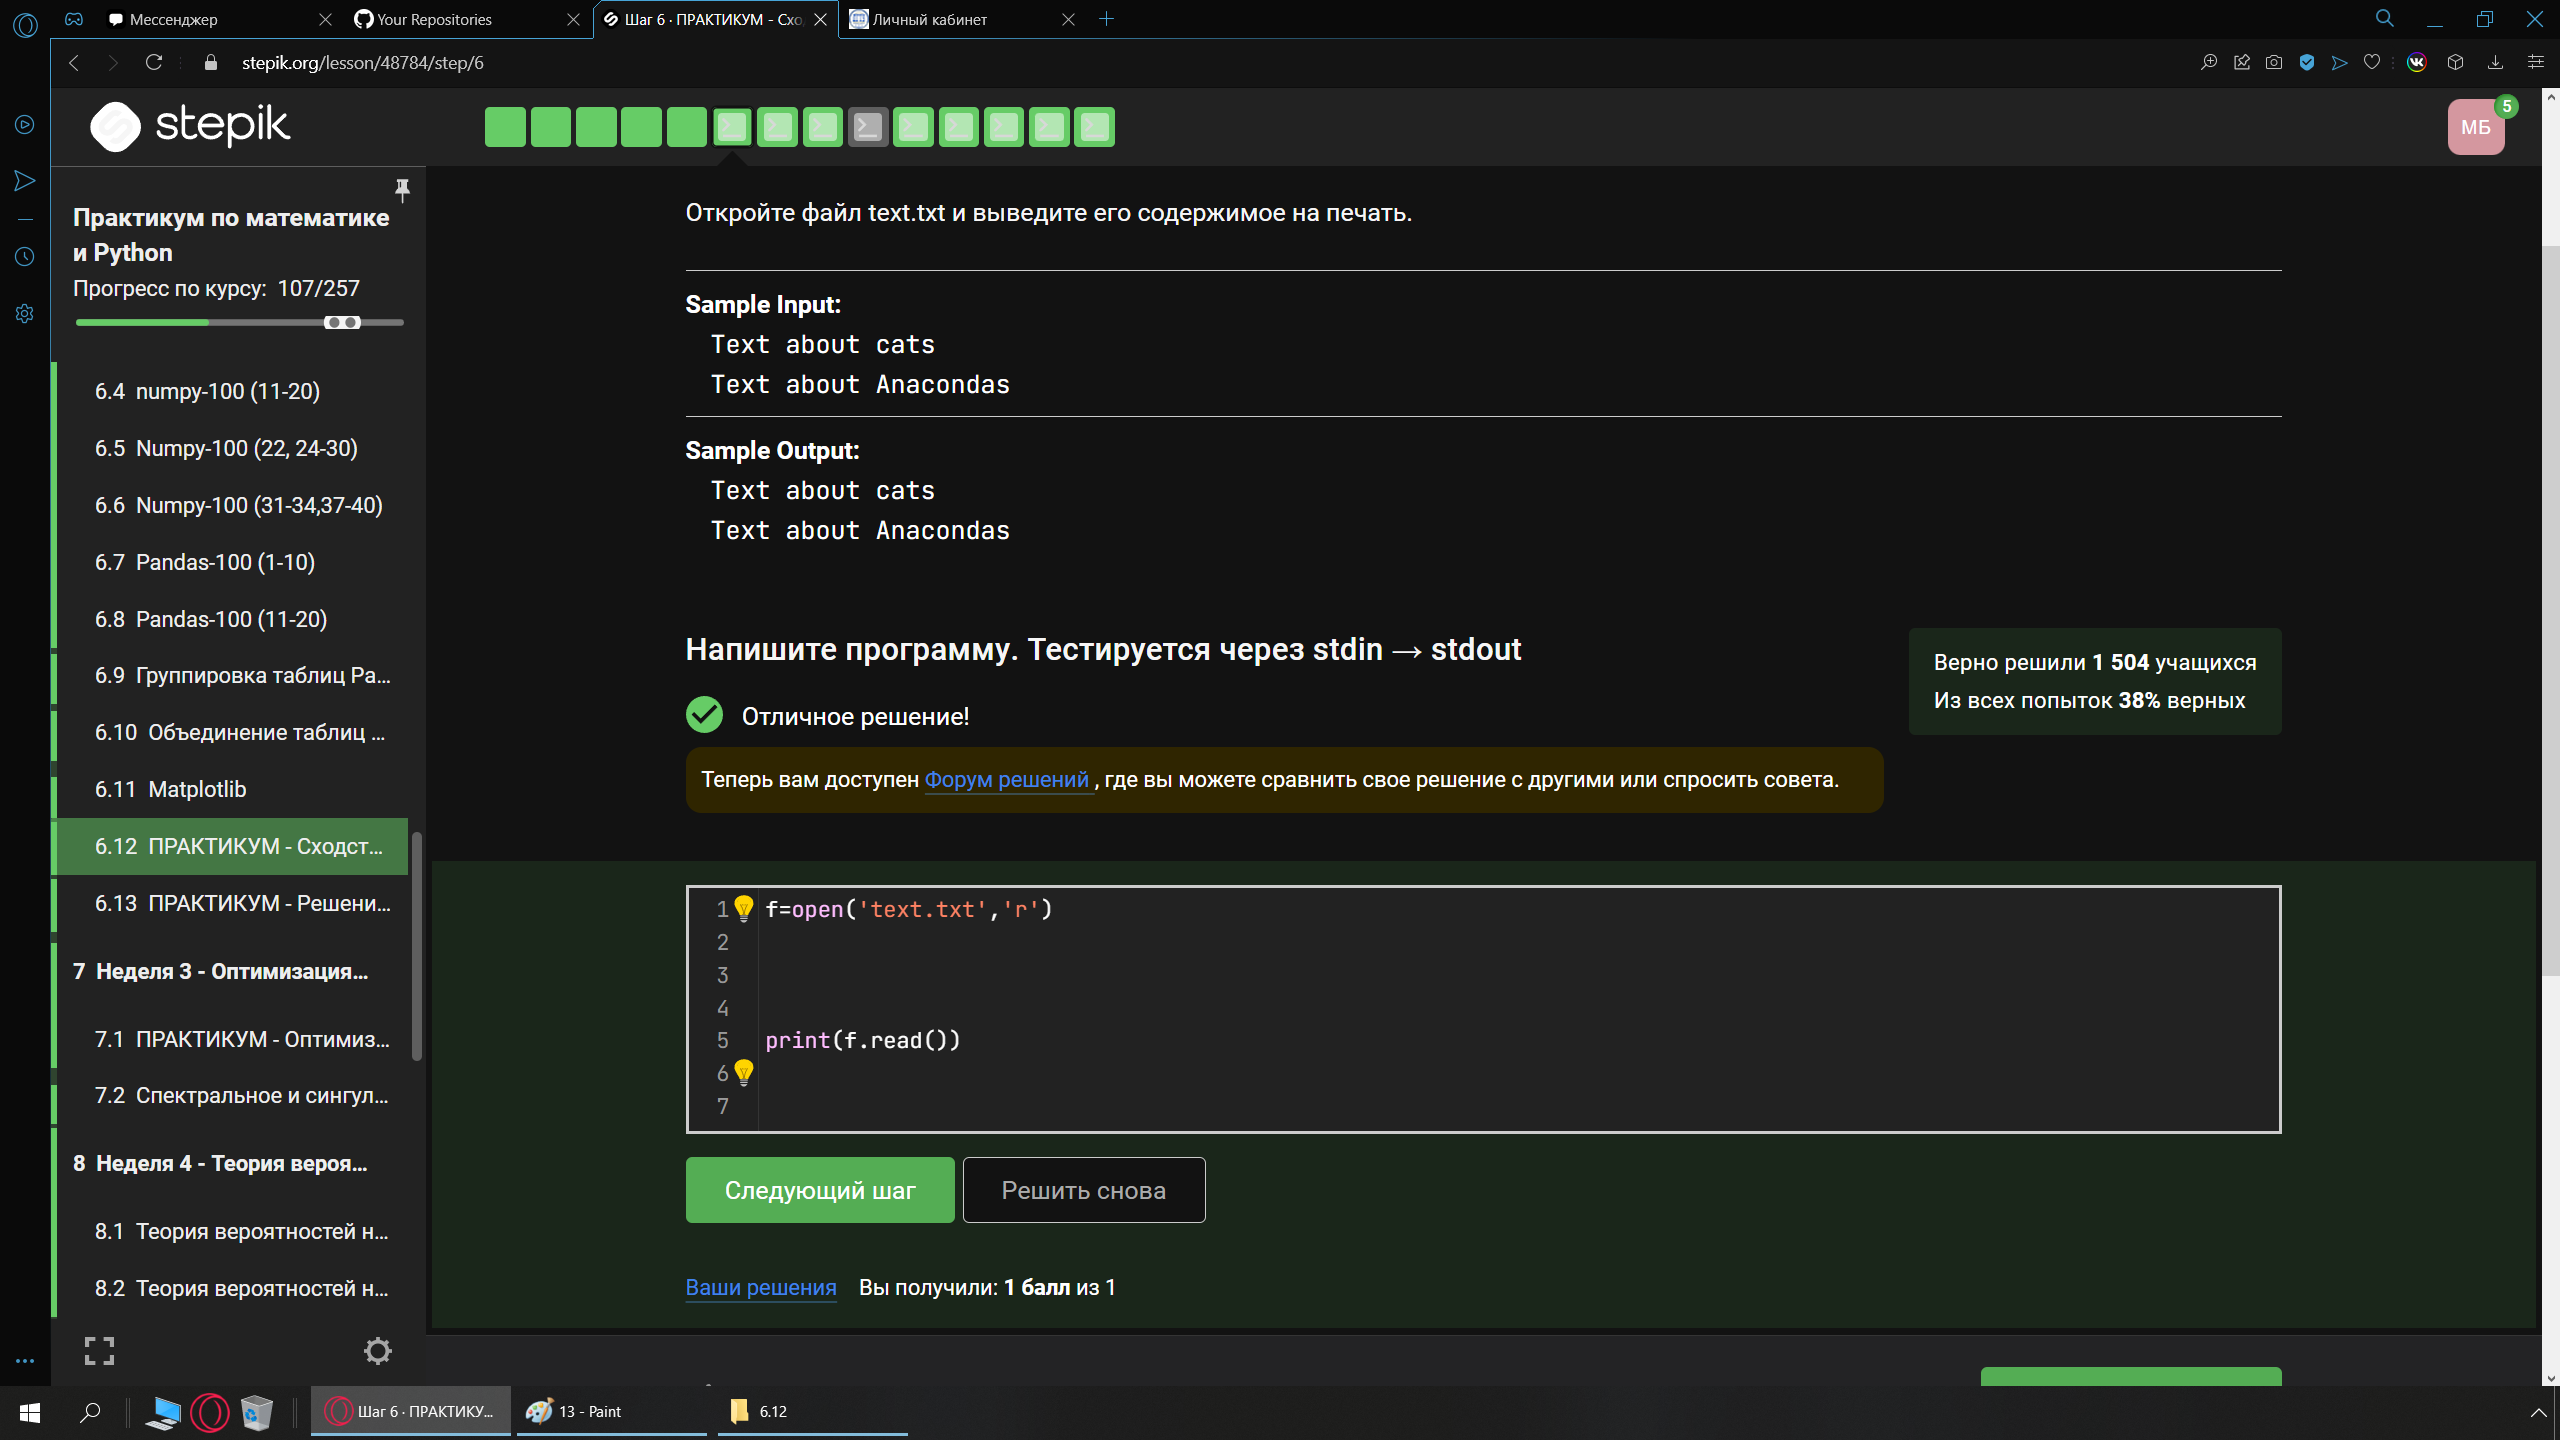 Мессенджер
Your Repositories
Шаг 6 · ПРАКТИКУМ - Схо
Личный кабинет
stepik.org/lesson/48784/step/6
stepik
МБ
5
Практикум по математике
и Python
Прогресс по курсу: 107/257
6.4 numpy-100 (11-20)
6.5 Numpy-100 (22, 24-30)
6.6 Numpy-100 (31-34,37-40)
6.7 Pandas-100 (1-10)
6.8 Pandas-100 (11-20)
6.9 Группировка таблиц Pa...
6.10 Объединение таблиц ...
6.11 Matplotlib
6.12 ПРАКТИКУМ - Сходст...
6.13 ПРАКТИКУМ - Решени...
7 Неделя 3 - Оптимизация...
7.1 ПРАКТИКУМ - Оптимиз...
7.2 Спектральное и сингул...
8 Неделя 4 - Теория вероя...
8.1 Теория вероятностей н...
8.2 Теория вероятностей н...
Откройте файл text.txt и выведите его содержимое на печать.
Sample Input:
Text about cats
Text about Anacondas
Sample Output:
Text about cats
Text about Anacondas
Напишите программу. Тестируется через stdin → stdout
Верно решили 1 504 учащихся
Из всех попыток 38% верных
Отличное решение!
Теперь вам доступен Форум решений , где вы можете сравнить свое решение с другими или спросить совета.
1 f=open('text.txt','r')
2
3
4
5 print(f.read())
6
7
Следующий шаг
Решить снова
Ваши решения Вы получили: 1 балл из 1
Шаг 6 · ПРАКТИКУ...
13 - Paint
6.12